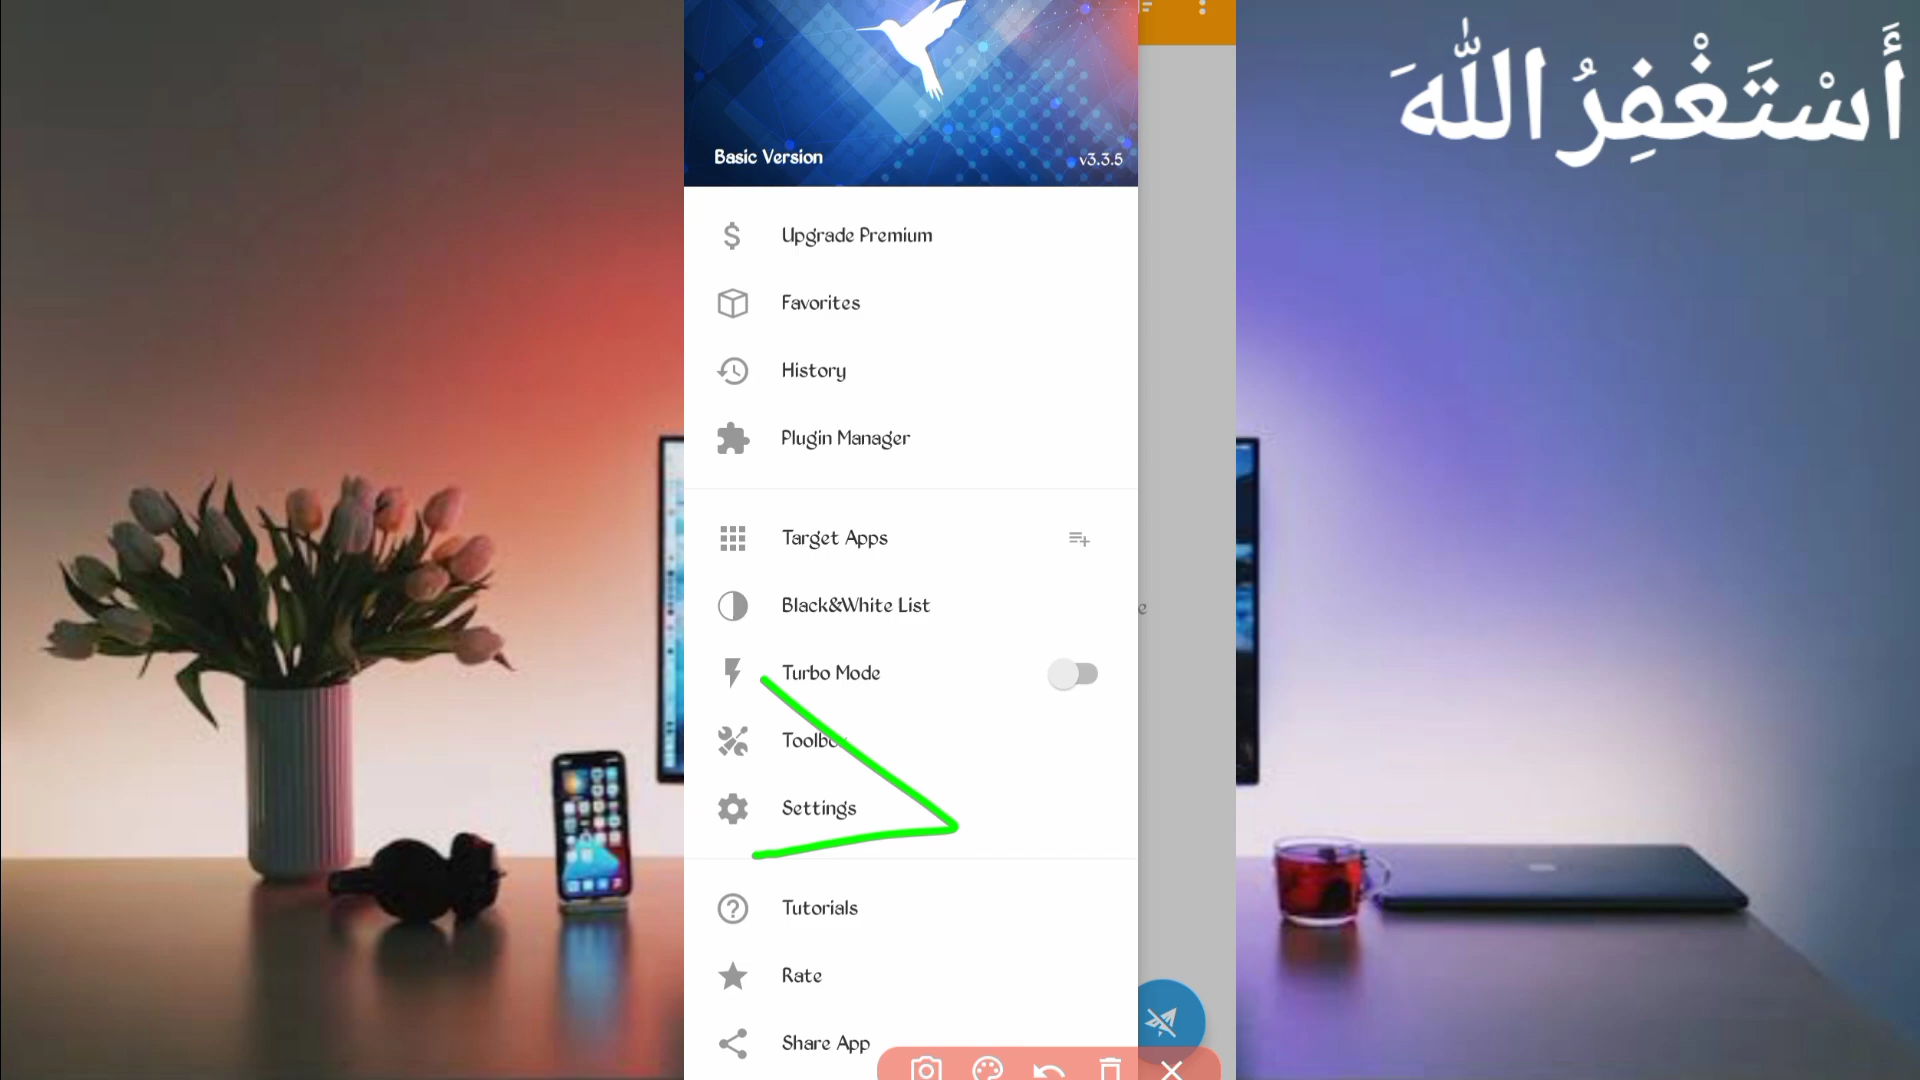 أَسْتَغْفِرُ اللّٰهَ
Basic Version
v3.3.5
Upgrade Premium
Favorites
History
Plugin Manager
Target Apps
Black&White List
e
Turbo Mode
Toolbox
Settings
Tutorials
Rate
Share App